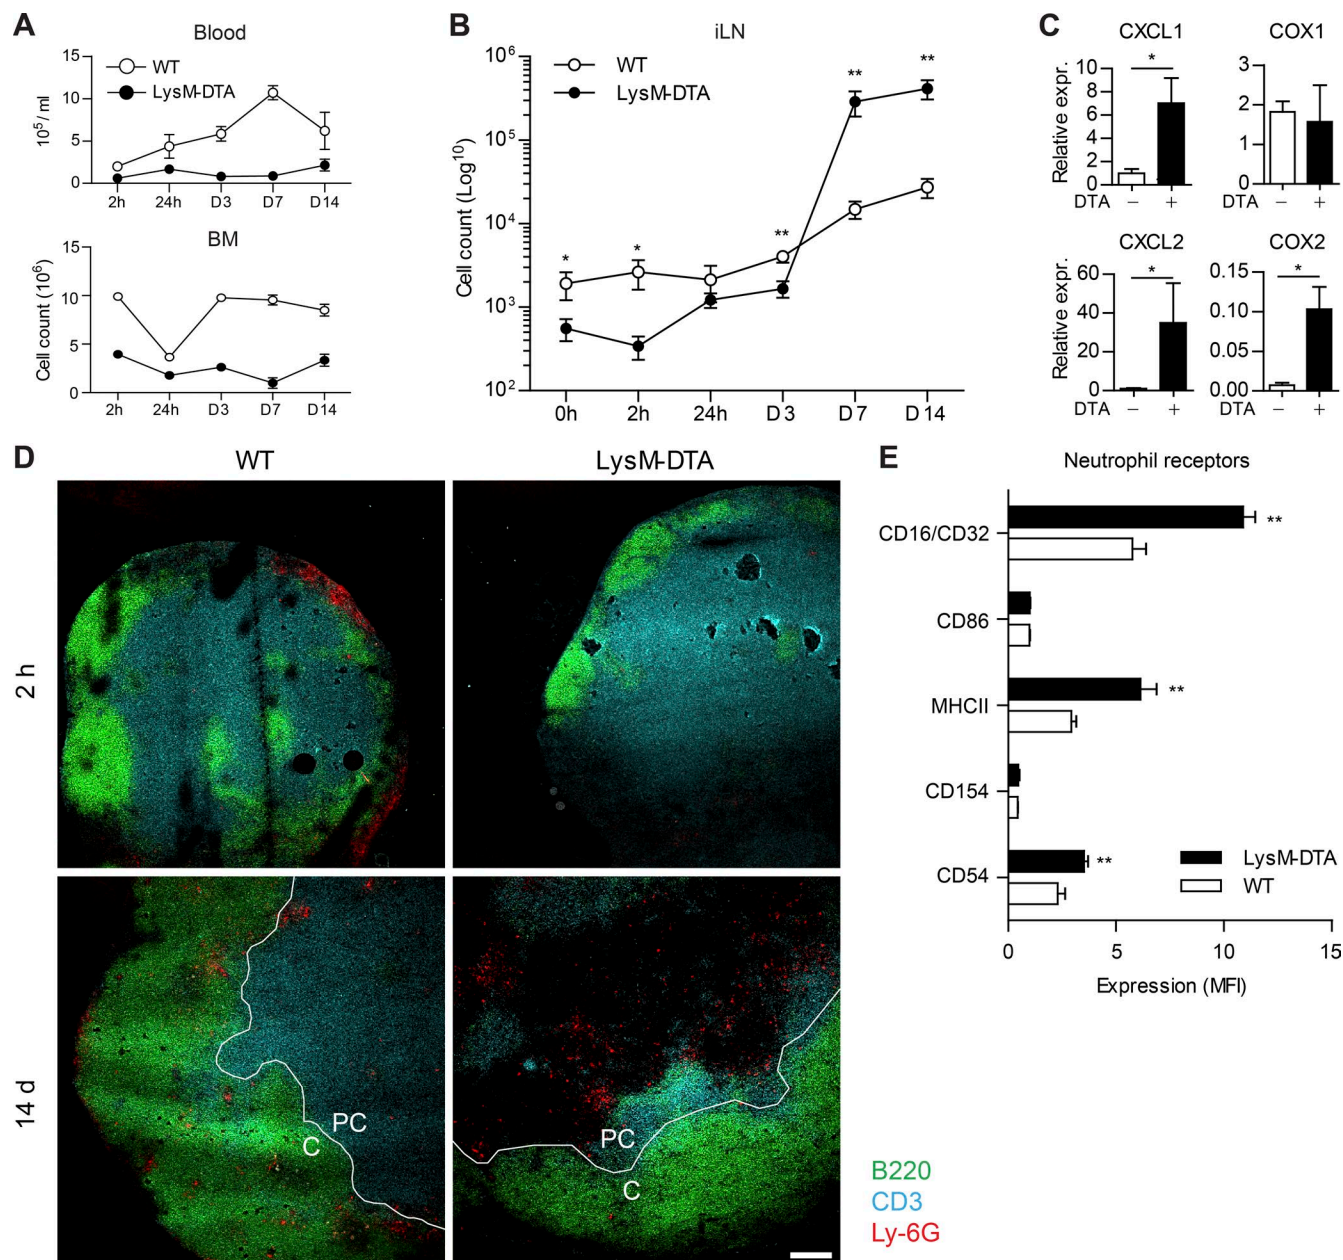 A
Blood
15
10
5
0
10⁵ / ml
WT
LysM-DTA
2h 24h D3 D7 D14
BM
15
10
5
0
Cell count (10⁶)
2h 24h D3 D7 D14
B
iLN
10⁶
10⁵
10⁴
10³
10²
Cell count (Log¹⁰)
WT
LysM-DTA
* * ** ** **
0h 2h 24h D3 D7 D14
C
CXCL1
Relative expr.
10
8
6
4
2
0
*
DTA − +
COX1
3
2
1
0
DTA − +
CXCL2
Relative expr.
60
40
20
0
*
DTA − +
COX2
0.15
0.10
0.05
0.00
*
DTA − +
D
WT LysM-DTA
2 h
14 d
PC
C
PC
C
B220
CD3
Ly-6G
E
Neutrophil receptors
CD16/CD32 **
CD86
MHCII **
CD154
CD54 **
LysM-DTA
WT
0 5 10 15
Expression (MFI)